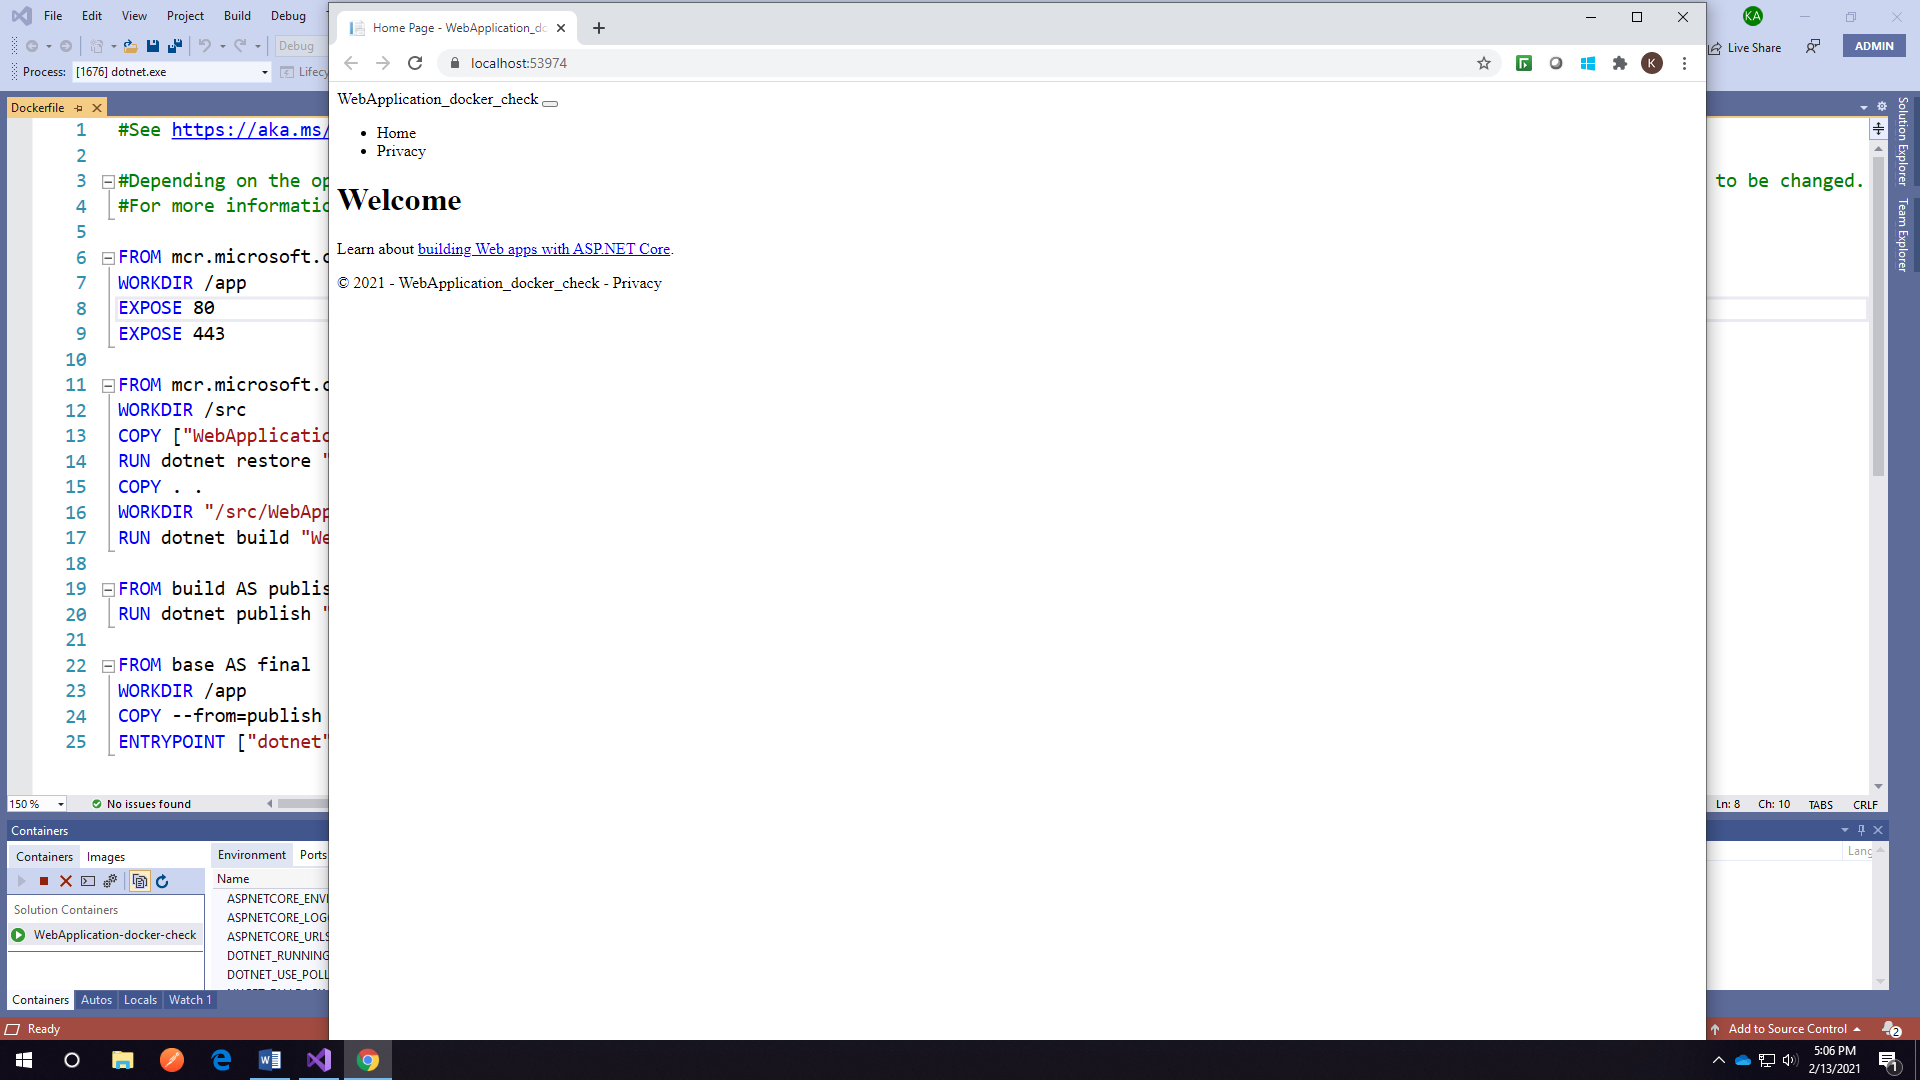 File Edit View Project Build Debug
KA
Debug
Live Share
ADMIN
Process: [1676] dotnet.exe
Lifecy
Home Page - WebApplication_do
localhost:53974
K
WebApplication_docker_check
Home
Privacy
Welcome
Learn about building Web apps with ASP.NET Core.
© 2021 - WebApplication_docker_check - Privacy
Dockerfile
1 #See https://aka.ms/
2
3 #Depending on the op to be changed.
4 #For more informatio
5
6 FROM mcr.microsoft.c
7 WORKDIR /app
8 EXPOSE 80
9 EXPOSE 443
10
11 FROM mcr.microsoft.c
12 WORKDIR /src
13 COPY ["WebApplicatio
14 RUN dotnet restore "
15 COPY . .
16 WORKDIR "/src/WebApp
17 RUN dotnet build "We
18
19 FROM build AS publis
20 RUN dotnet publish "
21
22 FROM base AS final
23 WORKDIR /app
24 COPY --from=publish
25 ENTRYPOINT ["dotnet"
Solution Explorer
Team Explorer
150 % No issues found
Ln: 8 Ch: 10 TABS CRLF
Containers
Containers Images
Environment Ports
Lang
Name
Solution Containers
WebApplication-docker-check
ASPNETCORE_ENVI
ASPNETCORE_LOG
ASPNETCORE_URLS
DOTNET_RUNNING
DOTNET_USE_POLL
Containers Autos Locals Watch 1
Ready
Add to Source Control
2
5:06 PM
2/13/2021
1